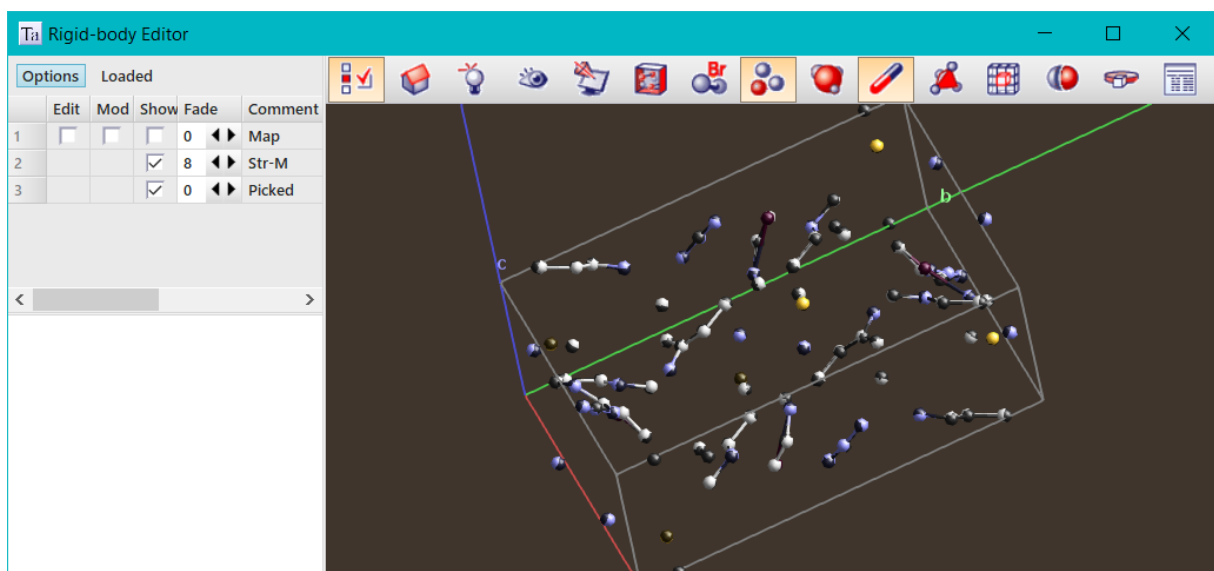 Ta Rigid-body Editor
Options Loaded
Br
Edit Mod Show Fade Comment
1 0 Map
2 8 Str-M
3 0 Picked
b
c